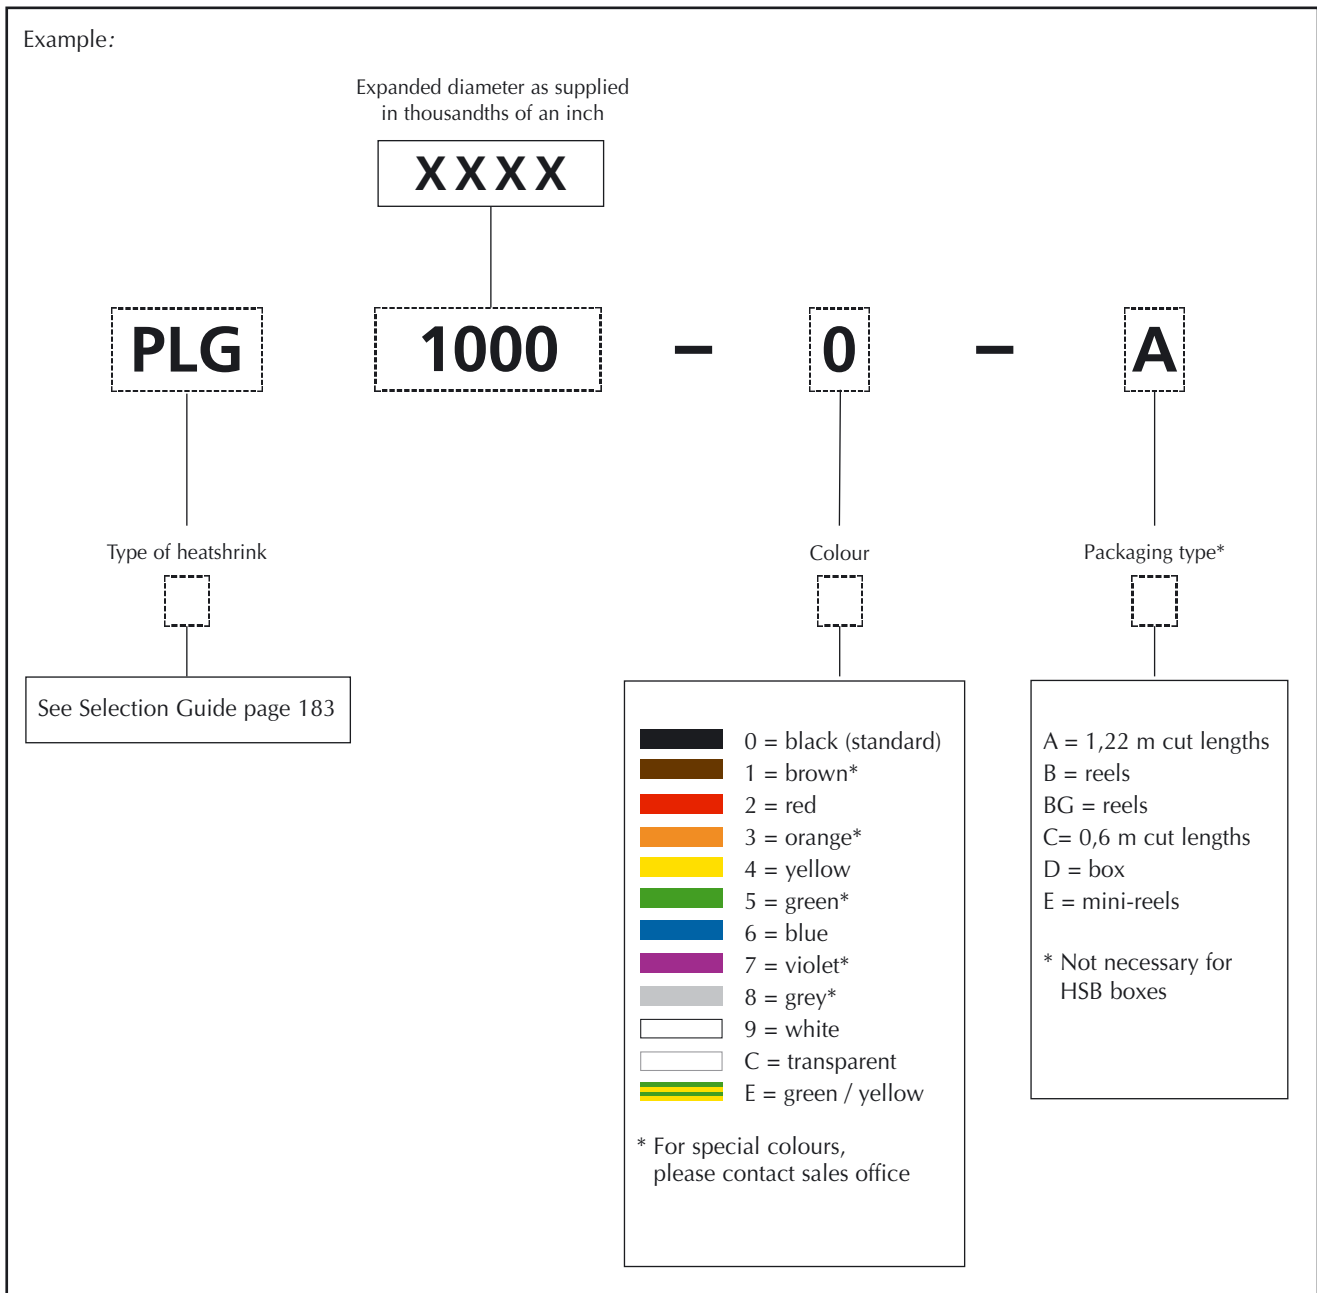 Example:
Expanded diameter as supplied
in thousandths of an inch
XXXX
PLG 1000 – 0 – A
Type of heatshrink
Colour
Packaging type*
See Selection Guide page 183
0 = black (standard)
1 = brown*
2 = red
3 = orange*
4 = yellow
5 = green*
6 = blue
7 = violet*
8 = grey*
9 = white
C = transparent
E = green / yellow
* For special colours,
please contact sales office
A = 1,22 m cut lengths
B = reels
BG = reels
C= 0,6 m cut lengths
D = box
E = mini-reels
* Not necessary for
HSB boxes